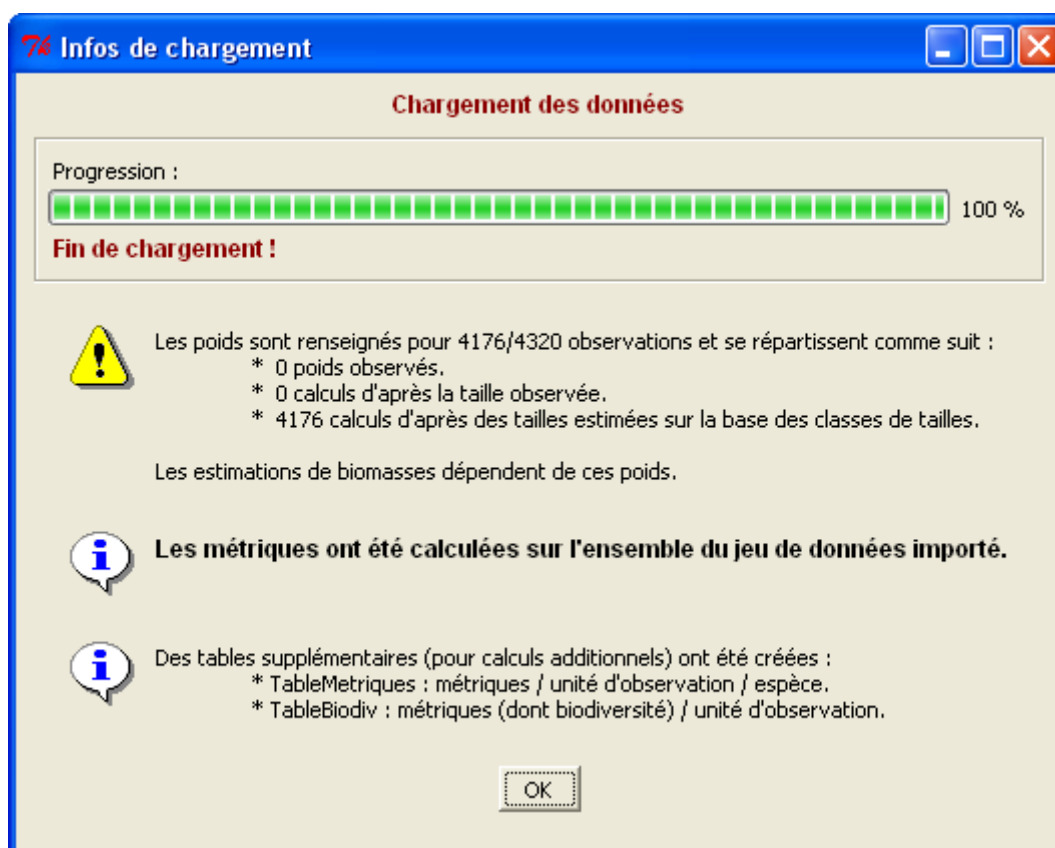 Infos de chargement
Chargement des données
Progression :
100 %
Fin de chargement !
Les poids sont renseignés pour 4176/4320 observations et se répartissent comme suit :
* 0 poids observés.
* 0 calculs d'après la taille observée.
* 4176 calculs d'après des tailles estimées sur la base des classes de tailles.
Les estimations de biomasses dépendent de ces poids.
Les métriques ont été calculées sur l'ensemble du jeu de données importé.
Des tables supplémentaires (pour calculs additionnels) ont été créées :
* TableMetriques : métriques / unité d'observation / espèce.
* TableBiodiv : métriques (dont biodiversité) / unité d'observation.
OK